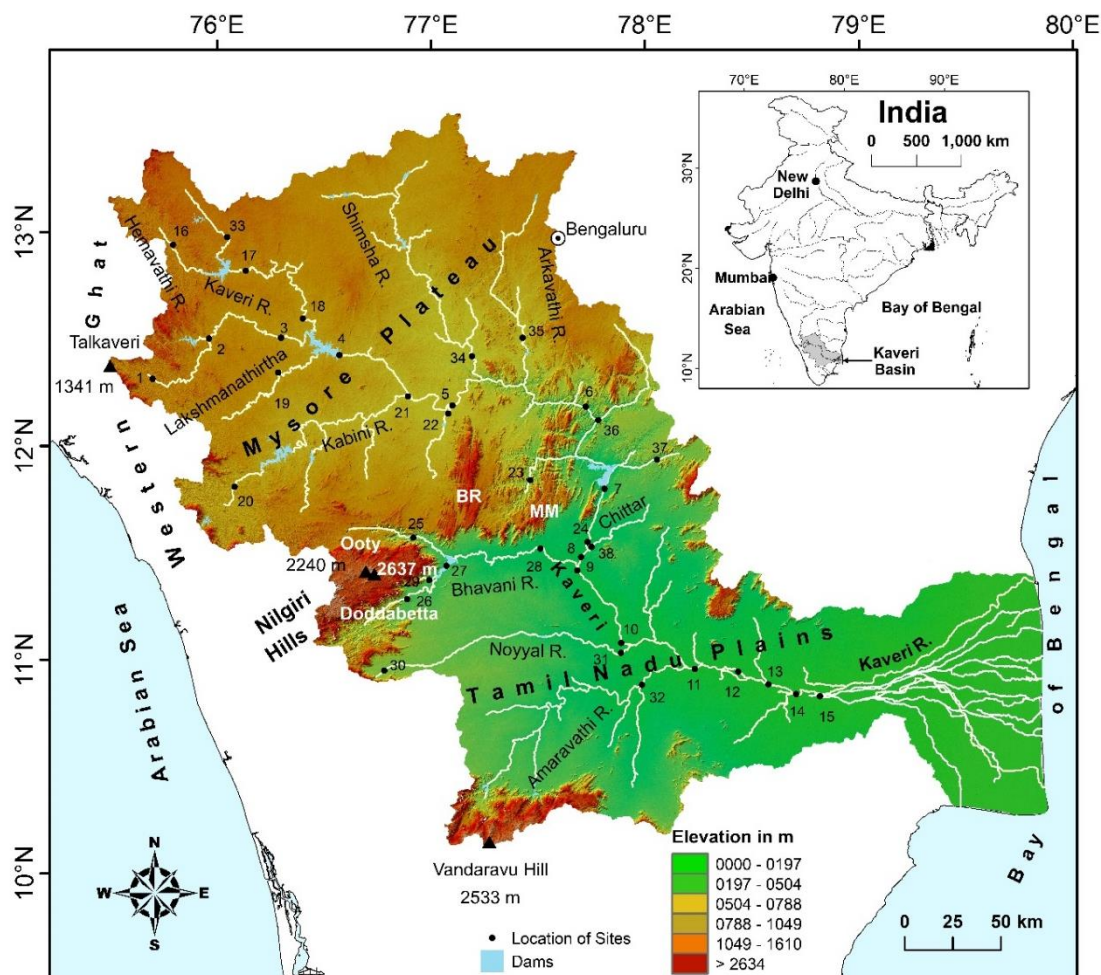 76°E
77°E
78°E
79°E
80°E
13°N
12°N
11°N
10°N
70°E
80°E
90°E
30°N
20°N
10°N
India
0 500 1,000 km
New
Delhi
Mumbai
Arabian
Sea
Bay of Bengal
Kaveri
Basin
Bengaluru
Shimsha R.
Arkavathi R.
Hemavathi R.
16
33
17
Kaveri R.
18
2
3
4
35
34
Talkaveri
1341 m
1
Lakshmanathirtha
19
21
5
22
6
36
Mysore Plateau
Kabini R.
20
23
37
7
BR
MM
Chittar
24
38
8
9
25
Ooty
2240 m
2637 m
27
28
29
26
Doddabetta
Bhavani R.
Kaveri
Nilgiri
Hills
Western Ghat
Arabian Sea
Noyyal R.
30
10
31
Tamil Nadu Plains
11
12
13
14
15
32
Kaveri R.
Amaravathi R.
Bay of Bengal
Vandaravu Hill
2533 m
N
W
E
S
Location of Sites
Dams
Elevation in m
0000 - 0197
0197 - 0504
0504 - 0788
0788 - 1049
1049 - 1610
> 2634
0 25 50 km